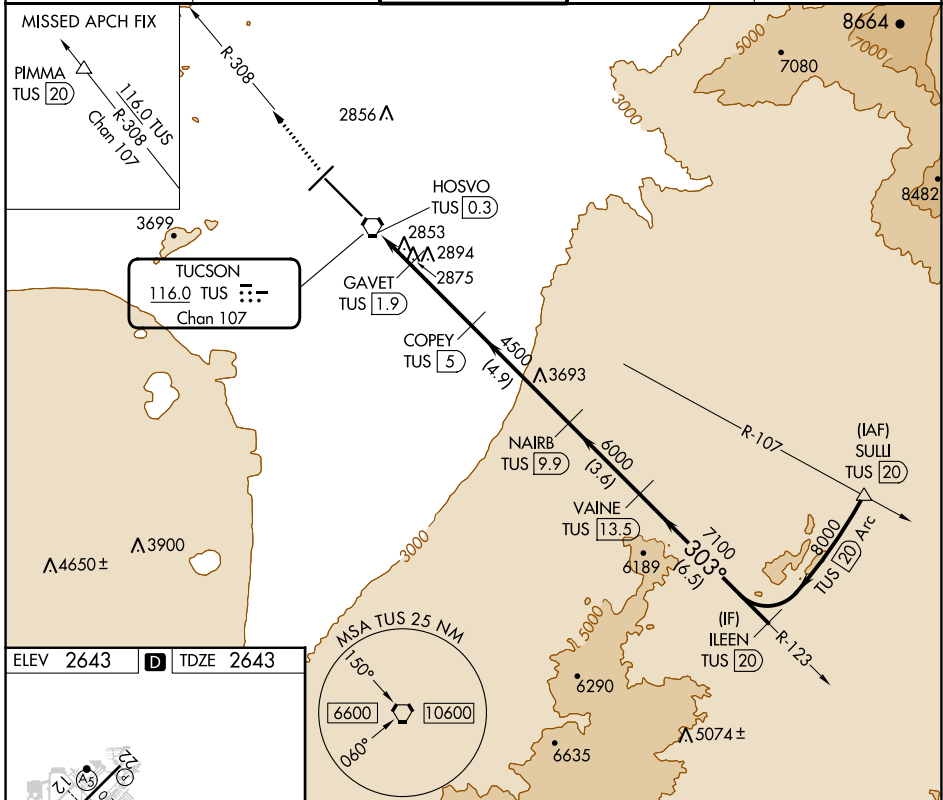 MISSED APCH FIX
PIMMA
TUS 20
116.0 TUS
R-308
Chan 107
R-308
2856
8664
5000
7000
7080
3000
8482
3699
HOSVO
TUS 0.3
2853
2894
2875
TUCSON
116.0 TUS
Chan 107
GAVET
TUS 1.9
COPEY
TUS 5
4500
(4.9)
3693
NAIRB
TUS 9.9
6000
(3.6)
R-107
(IAF)
SULLI
TUS 20
VAINE
TUS 13.5
7100
303°
(6.5)
8000
TUS 20 Arc
6189
(IF)
ILEEN
TUS 20
R-123
3000
5000
4650±
3900
MSA TUS 25 NM
150°
6600
10600
060°
6290
6635
5074±
ELEV 2643
D
TDZE 2643
12
A5
22
P